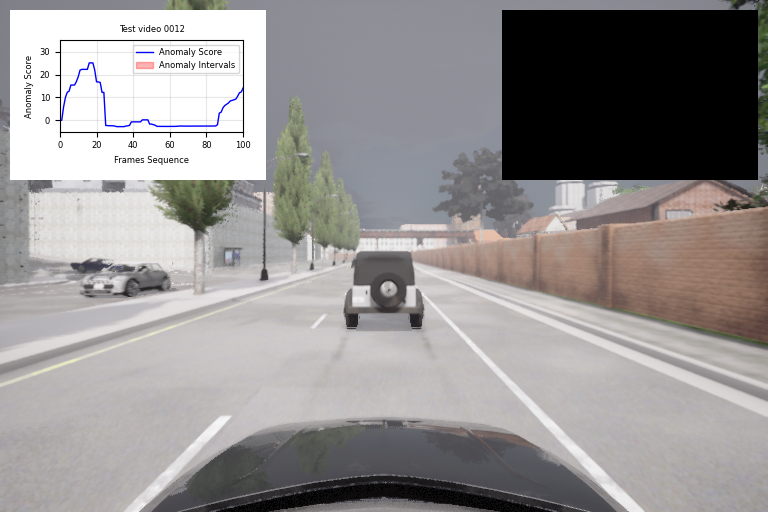 Test video 0012
Anomaly Score
Anomaly Intervals
Anomaly Score
30
20
10
0
0 20 40 60 80 100
Frames Sequence